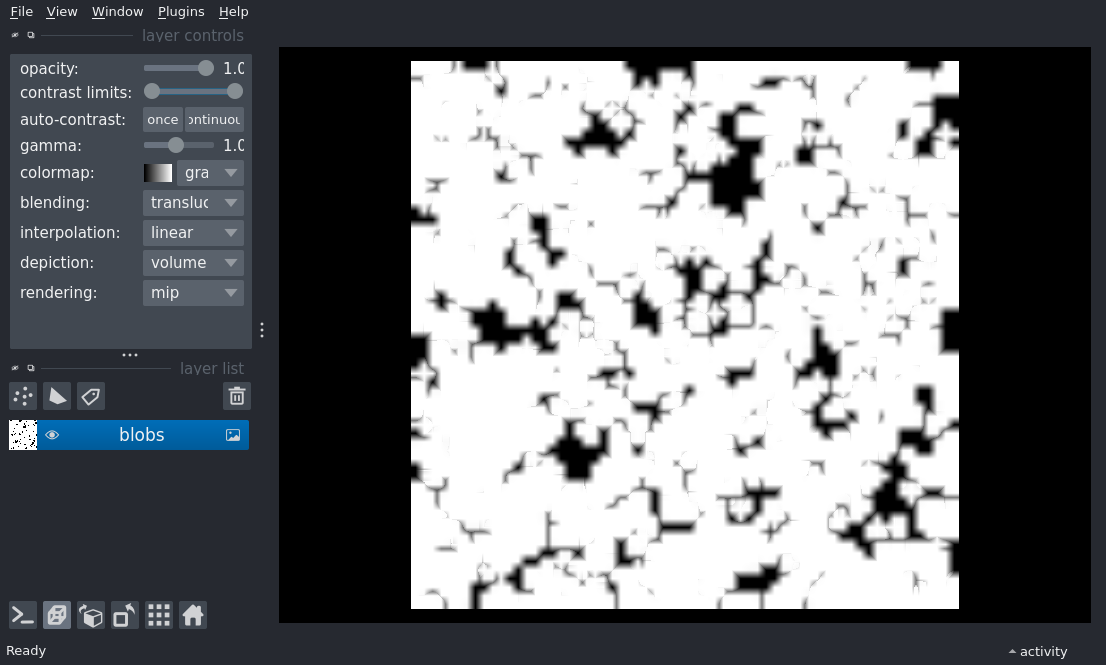 File View Window Plugins Help
layer controls
opacity: 1.0
contrast limits:
auto-contrast: once ontinuou
gamma: 1.0
colormap: gra
blending: transluc
interpolation: linear
depiction: volume
rendering: mip
layer list
blobs
Ready
activity